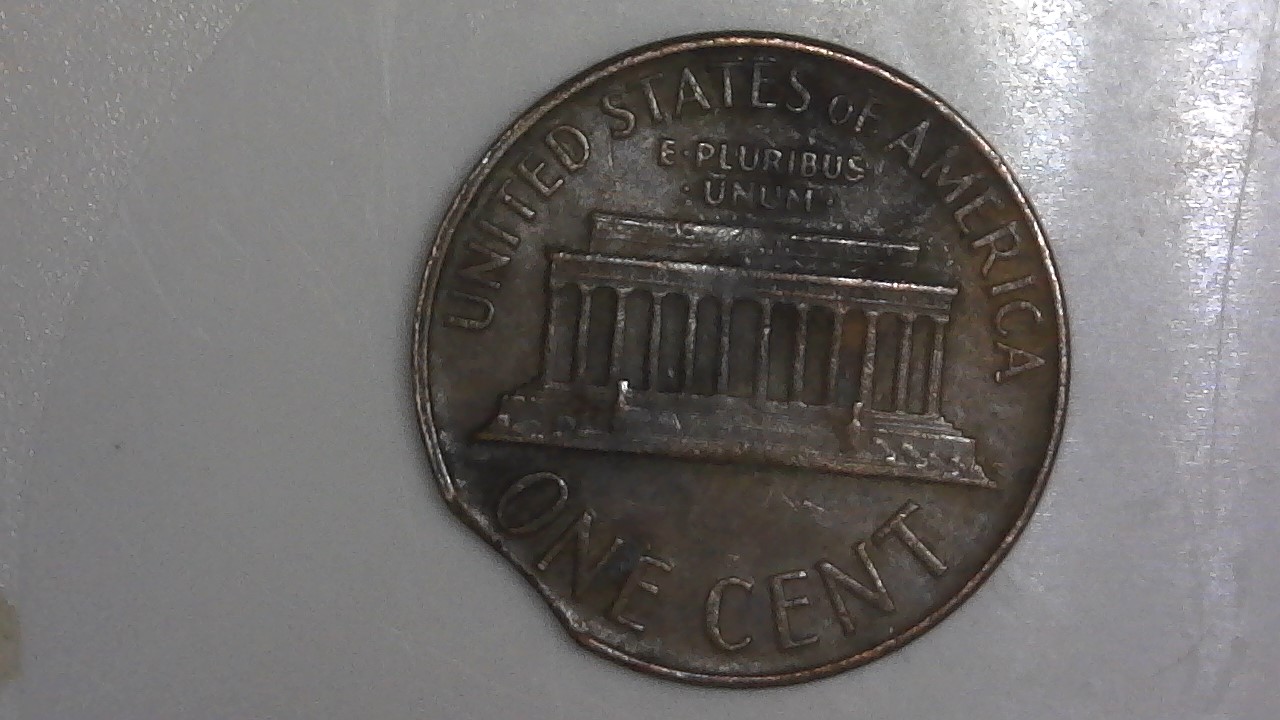 UNITED STATES OF AMERICA
E·PLURIBUS
·UNUM·
ONE CENT